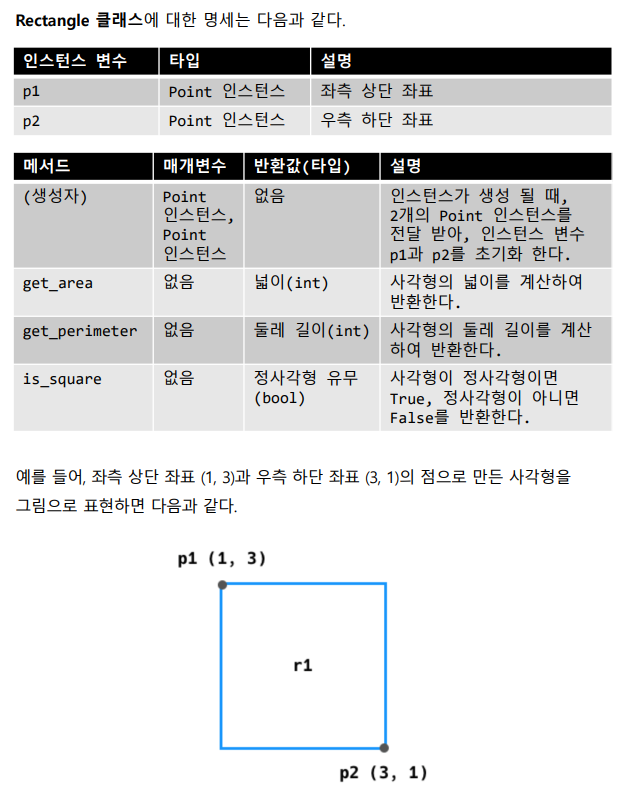 Rectangle 클래스에 대한 명세는 다음과 같다.
인스턴스 변수 타입 설명
p1 Point 인스턴스 좌측 상단 좌표
p2 Point 인스턴스 우측 하단 좌표
메서드 매개변수 반환값(타입) 설명
(생성자) Point 없음 인스턴스가 생성 될 때,
인스턴스, 2개의 Point 인스턴스를
Point 전달 받아, 인스턴스 변수
인스턴스 p1과 p2를 초기화 한다.
get_area 없음 넓이(int) 사각형의 넓이를 계산하여
반환한다.
get_perimeter 없음 둘레 길이(int) 사각형의 둘레 길이를 계산
하여 반환한다.
is_square 없음 정사각형 유무 사각형이 정사각형이면
(bool) True, 정사각형이 아니면
False를 반환한다.
예를 들어, 좌측 상단 좌표 (1, 3)과 우측 하단 좌표 (3, 1)의 점으로 만든 사각형을
그림으로 표현하면 다음과 같다.
p1 (1, 3)
r1
p2 (3, 1)